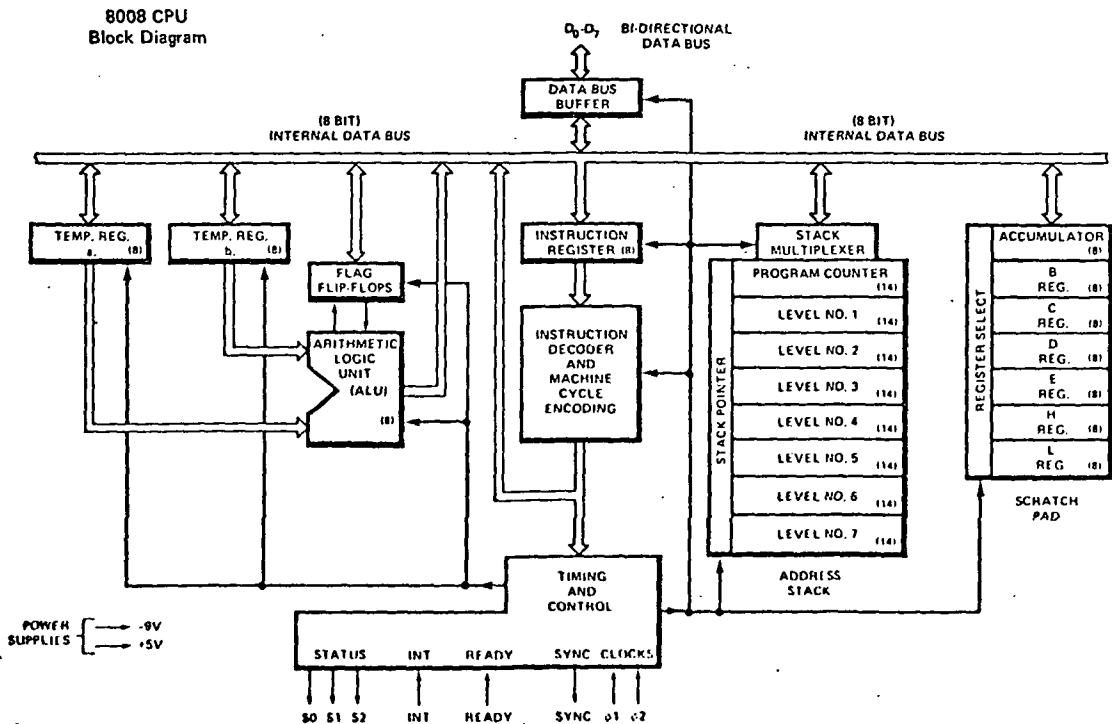 8008 CPU
Block Diagram
D0-D7 BI-DIRECTIONAL
DATA BUS
DATA BUS
BUFFER
(8 BIT)
INTERNAL DATA BUS
(8 BIT)
INTERNAL DATA BUS
TEMP. REG.
a. (8)
TEMP. REG.
b. (8)
FLAG
FLIP-FLOPS
ARITHMETIC
LOGIC
UNIT
(ALU)
(8)
INSTRUCTION
REGISTER (8)
INSTRUCTION
DECODER
AND
MACHINE
CYCLE
ENCODING
STACK
MULTIPLEXER
STACK POINTER
PROGRAM COUNTER
(14)
LEVEL NO. 1 (14)
LEVEL NO. 2 (14)
LEVEL NO. 3 (14)
LEVEL NO. 4 (14)
LEVEL NO. 5 (14)
LEVEL NO. 6 (14)
LEVEL NO. 7 (14)
ADDRESS
STACK
REGISTER SELECT
ACCUMULATOR
(8)
B
REG. (8)
C
REG. (8)
D
REG. (8)
E
REG. (8)
H
REG. (8)
L
REG (8)
SCRATCH
PAD
TIMING
AND
CONTROL
POWER
SUPPLIES
-9V
+5V
STATUS INT READY SYNC CLOCKS
S0 S1 S2 INT READY SYNC φ1 φ2